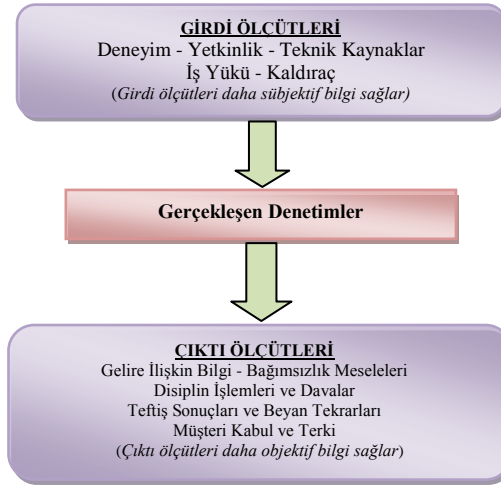 GİRDİ ÖLÇÜTLERİ
Deneyim - Yetkinlik - Teknik Kaynaklar
İş Yükü - Kaldıraç
(Girdi ölçütleri daha sübjektif bilgi sağlar)
Gerçekleşen Denetimler
ÇIKTI ÖLÇÜTLERİ
Gelire İlişkin Bilgi - Bağımsızlık Meseleleri
Disiplin İşlemleri ve Davalar
Teftiş Sonuçları ve Beyan Tekrarları
Müşteri Kabul ve Terki
(Çıktı ölçütleri daha objektif bilgi sağlar)